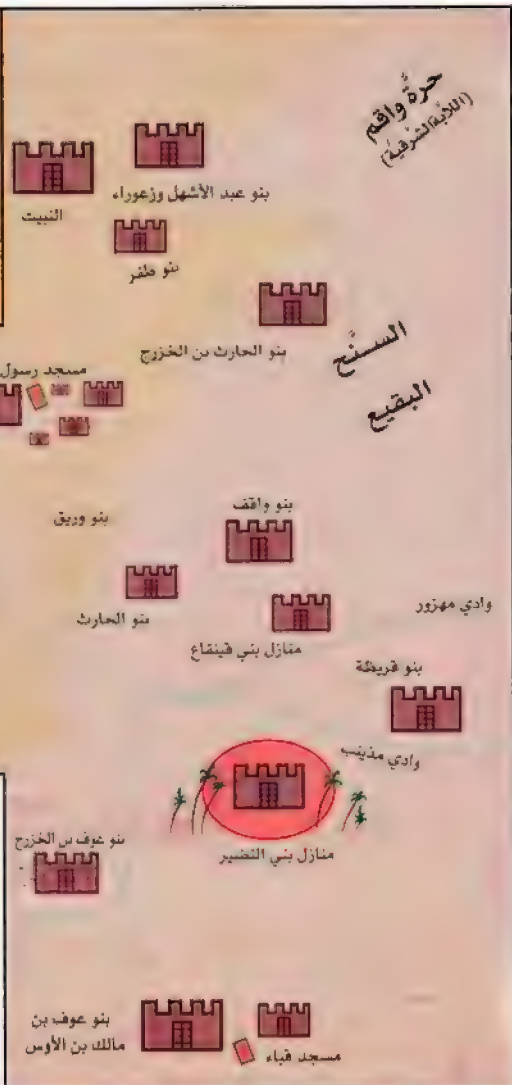 حرة واقم
(اللابة الشرقية)
بنو عبد الأشهل وزعوراء
النبيت
بنو ظفر
السنح
بنو الحارث بن الخزرج
مسجد رسول
البقيع
بنو واقف
بنو وريق
وادي مهزور
بنو الحارث
منازل بني قينقاع
بنو قريظة
وادي مذينب
بنو عوف بن الخزرج
منازل بني النضير
بنو عوف بن
مالك بن الأوس
مسجد قباء